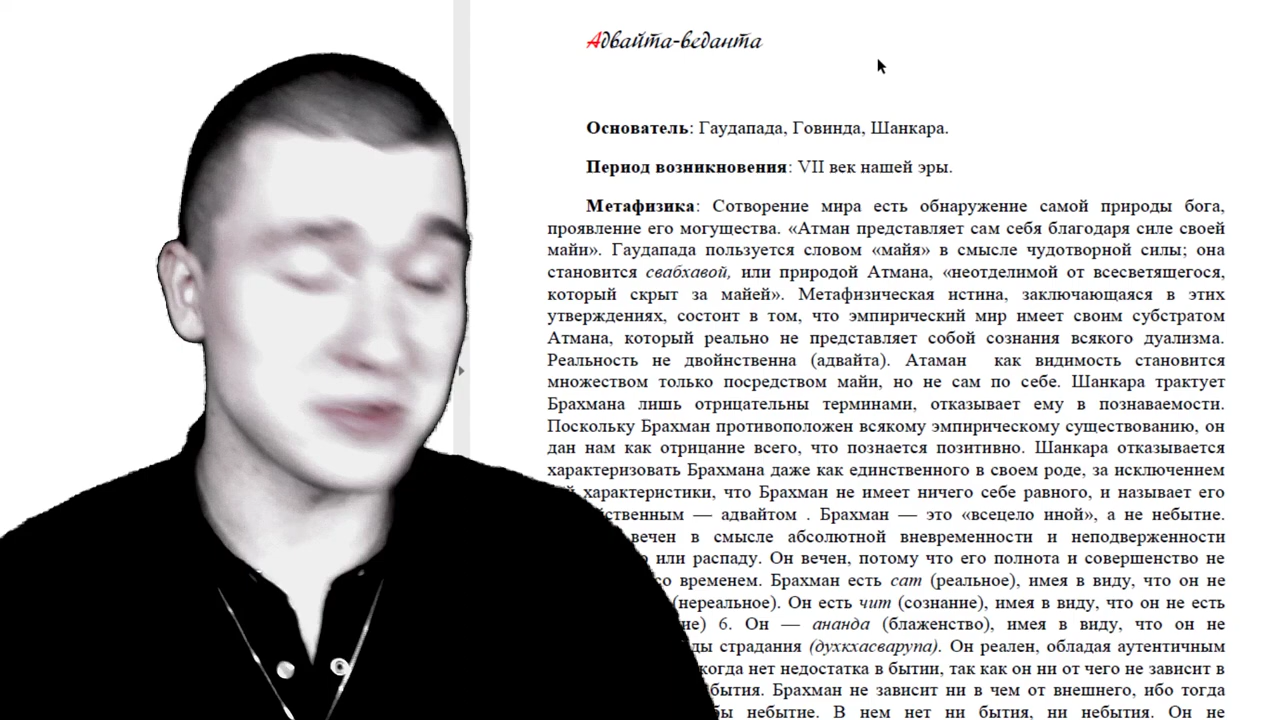 Адвайта-веданта
Основатель: Гаудапада, Говинда, Шанкара.
Период возникновения: VII век нашей эры.
Метафизика: Сотворение мира есть обнаружение самой природы бога,
проявление его могущества. «Атман представляет сам себя благодаря силе своей
майи». Гаудапада пользуется словом «майя» в смысле чудотворной силы; она
становится свабхавой, или природой Атмана, «неотделимой от всесветящегося,
который скрыт за майей». Метафизическая истина, заключающаяся в этих
утверждениях, состоит в том, что эмпирический мир имеет своим субстратом
Атмана, который реально не представляет собой сознания всякого дуализма.
Реальность не двойнственна (адвайта). Атаман как видимость становится
множеством только посредством майи, но не сам по себе. Шанкара трактует
Брахмана лишь отрицательны терминами, отказывает ему в познаваемости.
Поскольку Брахман противоположен всякому эмпирическому существованию, он
дан нам как отрицание всего, что познается позитивно. Шанкара отказывается
характеризовать Брахмана даже как единственного в своем роде, за исключением
характеристики, что Брахман не имеет ничего себе равного, и называет его
— адвайтом . Брахман — это «всецело иной», а не небытие.
вечен в смысле абсолютной вневременности и неподверженности
или распаду. Он вечен, потому что его полнота и совершенство не
со временем. Брахман есть сат (реальное), имея в виду, что он не
(нереальное). Он есть чит (сознание), имея в виду, что он не есть
6. Он — ананда (блаженство), имея в виду, что он не
страдания (духкхасварупа). Он реален, обладая аутентичным
нет недостатка в бытии, так как он ни от чего не зависит в
Брахман не зависит ни в чем от внешнего, ибо тогда
небытие. В нем нет ни бытия, ни небытия. Он не